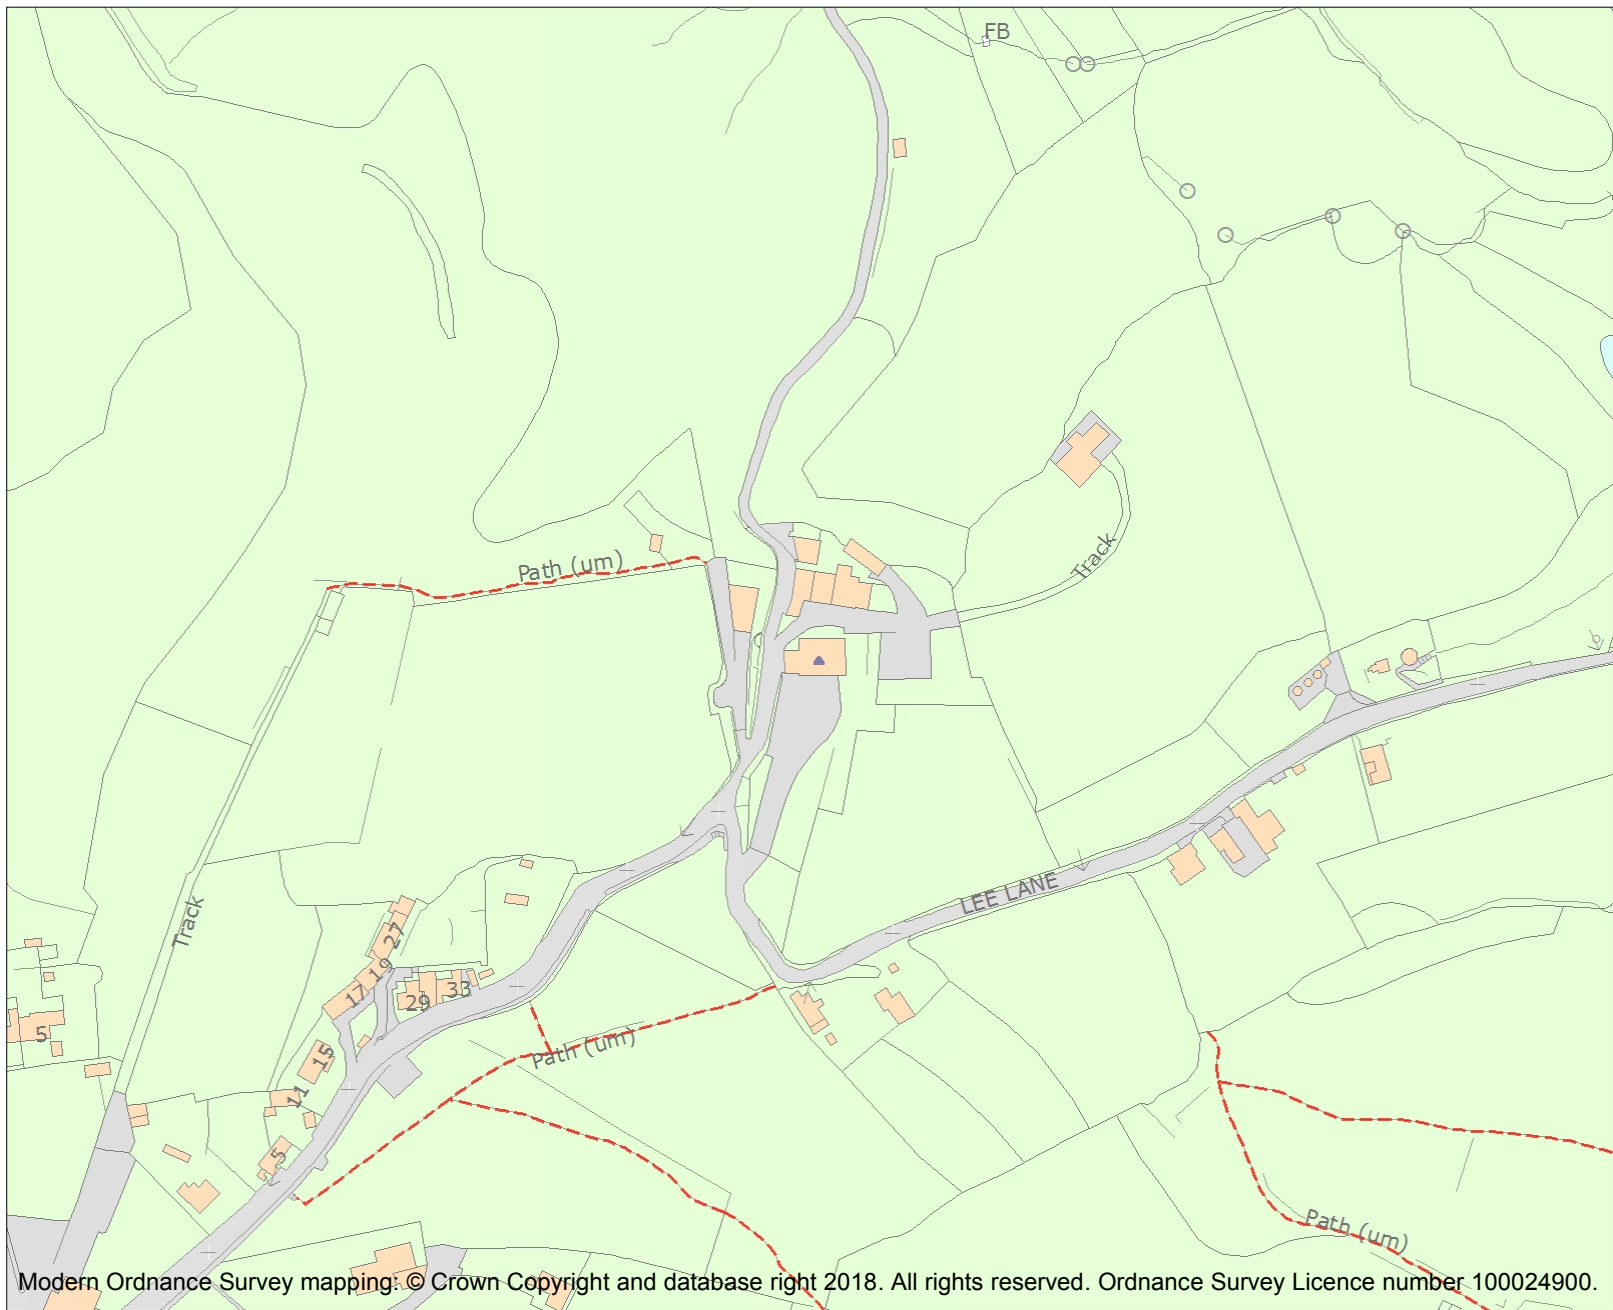 FB
Path (um)
Track
LEE LANE
Track
27
19
17
29
33
5
15
11
Path (um)
5
Path (um)
Modern Ordnance Survey mapping: © Crown Copyright and database right 2018. All rights reserved. Ordnance Survey Licence number 100024900.